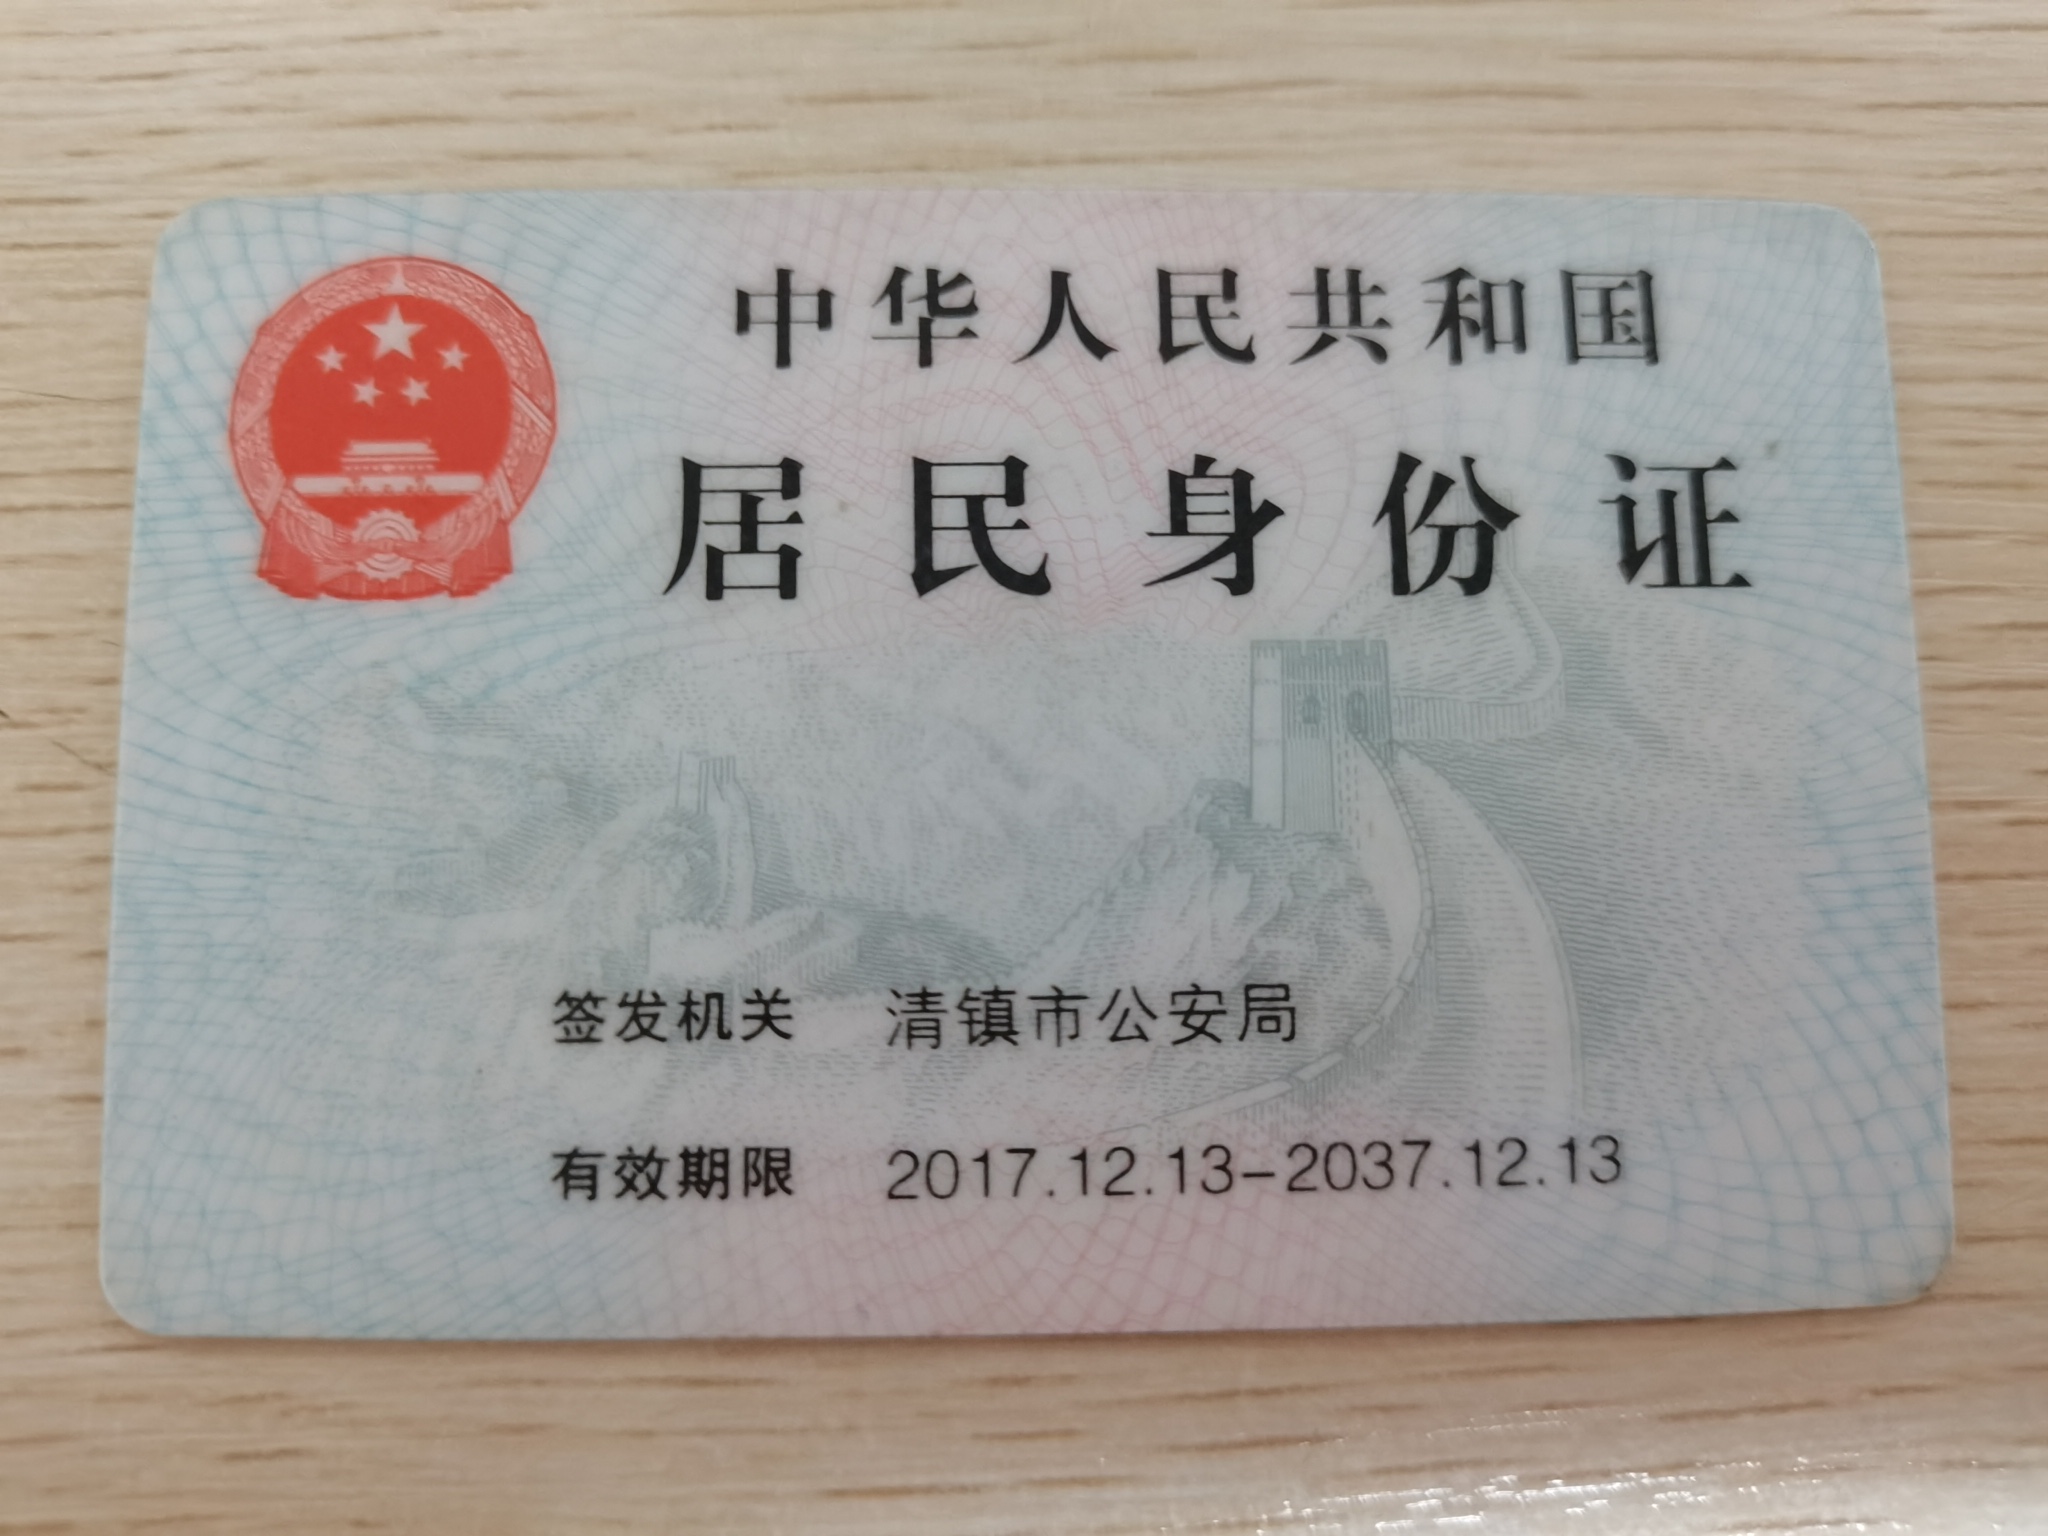 中华人民共和国
居民身份证
签发机关 清镇市公安局
有效期限 2017.12.13-2037.12.13